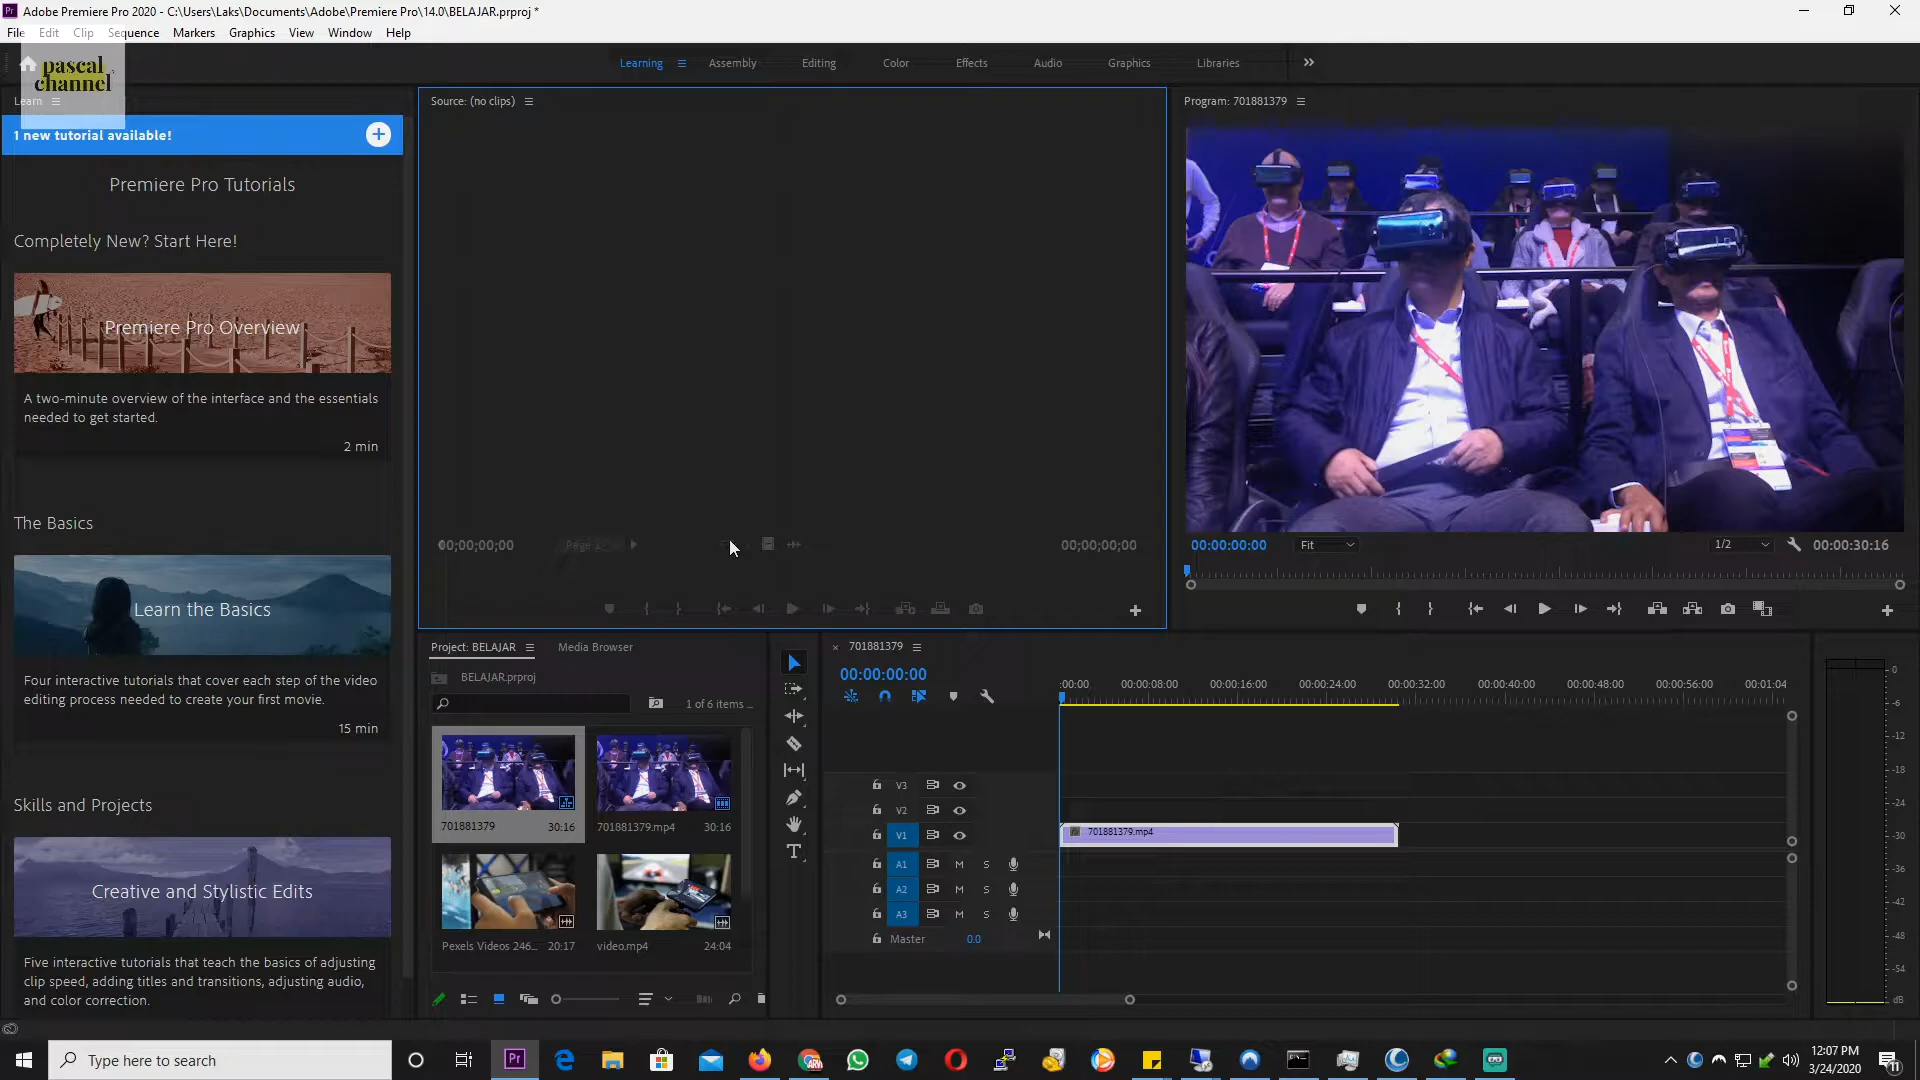 Adobe Premiere Pro 2020 - C:\Users\Laks\Documents\Adobe\Premiere Pro\14.0\BELAJAR.prproj *
File Edit Clip Sequence Markers Graphics View Window Help
pascal
channel
Learning Assembly Editing Color Effects Audio Graphics Libraries
Learn
1 new tutorial available!
Premiere Pro Tutorials
Completely New? Start Here!
Premiere Pro Overview
A two-minute overview of the interface and the essentials
needed to get started.
2 min
The Basics
Learn the Basics
Four interactive tutorials that cover each step of the video
editing process needed to create your first movie.
15 min
Skills and Projects
Creative and Stylistic Edits
Five interactive tutorials that teach the basics of adjusting
clip speed, adding titles and transitions, adjusting audio,
and color correction.
Source: (no clips)
00;00;00;00 Page 1 00;00;00;00
Program: 701881379
00:00:00:00 Fit 1/2 00:00:30:16
Project: BELAJAR Media Browser
BELAJAR.prproj
1 of 6 items ...
701881379 30:16 701881379.mp4 30:16
Pexels Videos 246... 20:17 video.mp4 24:04
× 701881379
00:00:00:00
:00:00 00:00:08:00 00:00:16:00 00:00:24:00 00:00:32:00 00:00:40:00 00:00:48:00 00:00:56:00 00:01:04
V3
V2
V1 701881379.mp4
A1 M S
A2 M S
A3 M S
Master 0.0
0
-6
-12
-18
-24
-30
-36
-42
-48
-54
dB
Type here to search
12:07 PM
3/24/2020
11